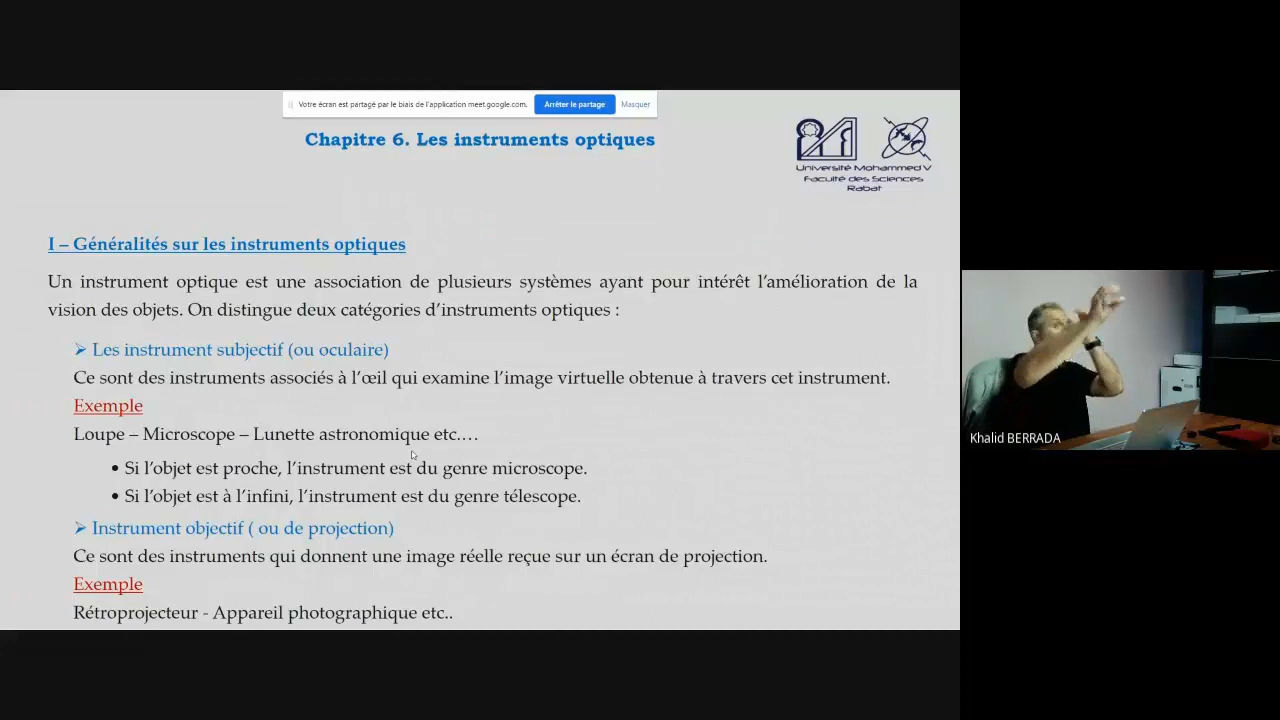 Votre écran est partagé par le biais de l'application meet.google.com.
Arrêter le partage
Masquer
Chapitre 6. Les instruments optiques
Université Mohammed V
Faculté des Sciences
Rabat
I – Généralités sur les instruments optiques
Un instrument optique est une association de plusieurs systèmes ayant pour intérêt l'amélioration de la
vision des objets. On distingue deux catégories d'instruments optiques :
➢ Les instrument subjectif (ou oculaire)
Ce sont des instruments associés à l'œil qui examine l'image virtuelle obtenue à travers cet instrument.
Exemple
Loupe – Microscope – Lunette astronomique etc.…
• Si l'objet est proche, l'instrument est du genre microscope.
• Si l'objet est à l'infini, l'instrument est du genre télescope.
➢ Instrument objectif ( ou de projection)
Ce sont des instruments qui donnent une image réelle reçue sur un écran de projection.
Exemple
Rétroprojecteur - Appareil photographique etc..
Khalid BERRADA